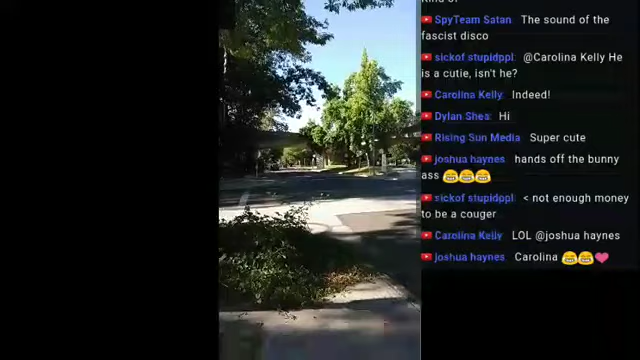 SpyTeam Satan The sound of the
fascist disco
sickof stupidppl @Carolina Kelly He
is a cutie, isn't he?
Carolina Kelly Indeed!
Dylan Shea Hi
Rising Sun Media Super cute
joshua haynes hands off the bunny
ass 😂😂😂
sickof stupidppl < not enough money
to be a couger
Carolina Kelly LOL @joshua haynes
joshua haynes Carolina 😂😂❤